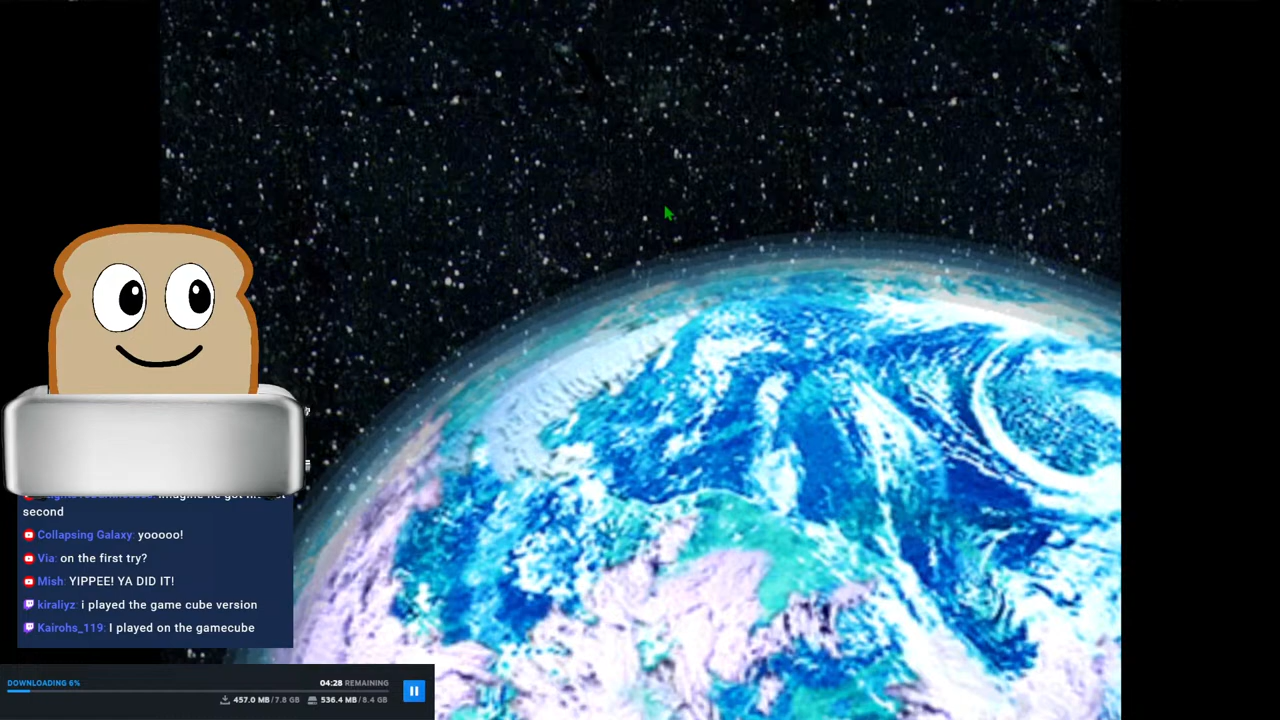 second
Collapsing Galaxy: yooooo!
Via: on the first try?
Mish: YIPPEE! YA DID IT!
kiraliyz: i played the game cube version
Kairohs_119: I played on the gamecube
DOWNLOADING 6% 04:28 REMAINING
457.0 MB/7.8 GB 536.4 MB/8.4 GB